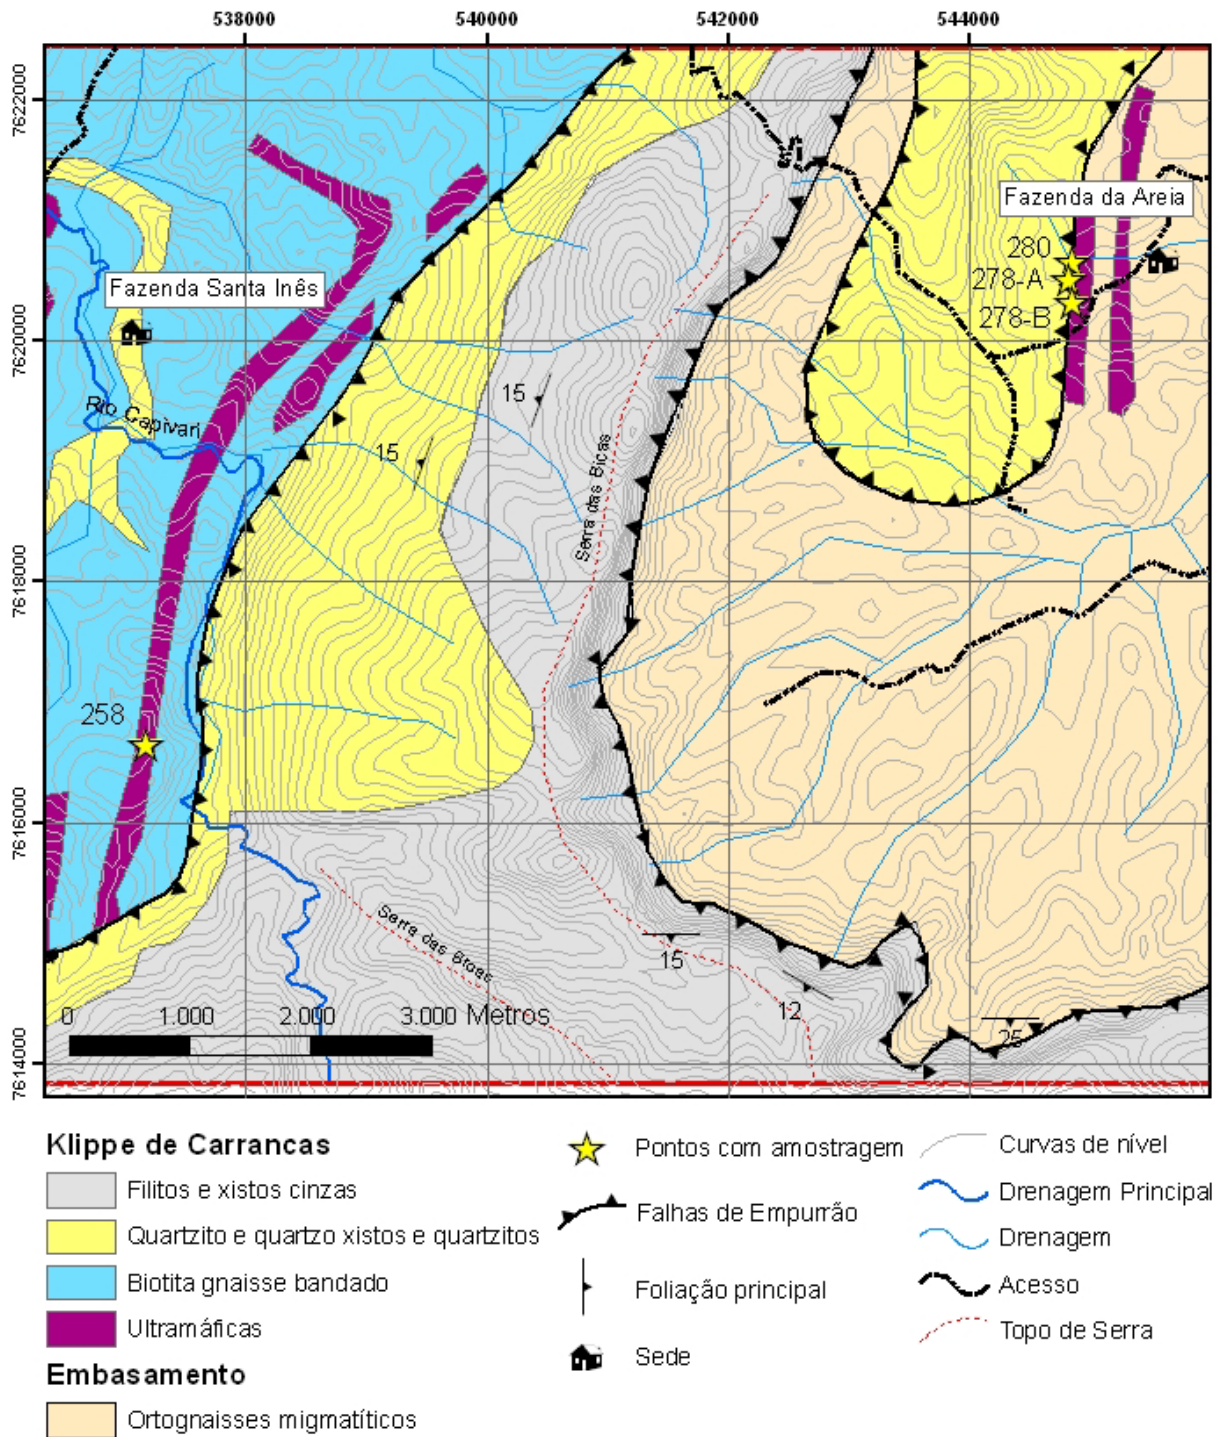 538000 540000 542000 544000
7622000
7620000
7618000
7616000
7614000
Fazenda da Areia
280
278-A
278-B
Fazenda Santa Inês
15
15
Rio Capivari
Serra das Bicas
258
Serra das Broas
15
12
25
0 1.000 2.000 3.000 Metros
Klippe de Carrancas
Filitos e xistos cinzas
Quartzito e quartzo xistos e quartzitos
Biotita gnaisse bandado
Ultramáficas
Embasamento
Ortognaisses migmatíticos
Pontos com amostragem
Falhas de Empurrão
Foliação principal
Sede
Curvas de nível
Drenagem Principal
Drenagem
Acesso
Topo de Serra